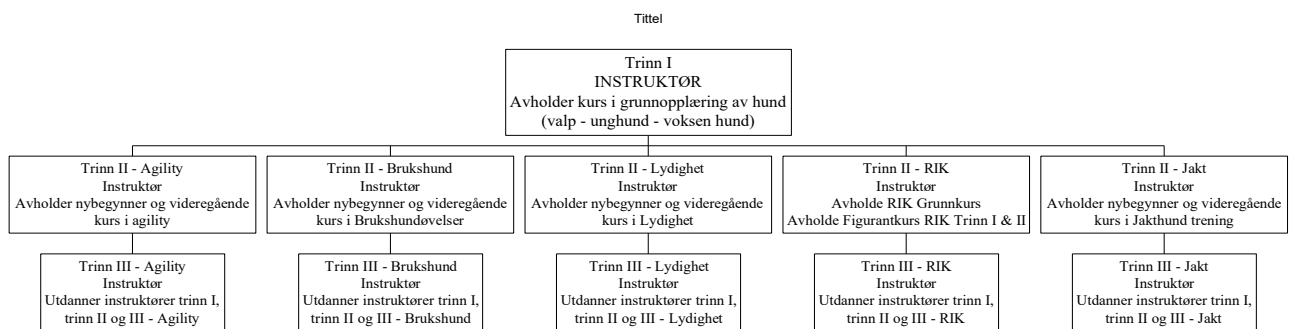 Tittel
Trinn I
INSTRUKTØR
Avholder kurs i grunnopplæring av hund
(valp - unghund - voksen hund)
Trinn II - Agility
Instruktør
Avholder nybegynner og videregående
kurs i agility
Trinn II - Brukshund
Instruktør
Avholder nybegynner og videregående
kurs i Brukshundøvelser
Trinn II - Lydighet
Instruktør
Avholder nybegynner og videregående
kurs i Lydighet
Trinn II - RIK
Instruktør
Avholde RIK Grunnkurs
Avholde Figurantkurs RIK Trinn I & II
Trinn II - Jakt
Instruktør
Avholder nybegynner og videregående
kurs i Jakthund trening
Trinn III - Agility
Instruktør
Utdanner instruktører trinn I,
trinn II og III - Agility
Trinn III - Brukshund
Instruktør
Utdanner instruktører trinn I,
trinn II og III - Brukshund
Trinn III - Lydighet
Instruktør
Utdanner instruktører trinn I,
trinn II og III - Lydighet
Trinn III - RIK
Instruktør
Utdanner instruktører trinn I,
trinn II og III - RIK
Trinn III - Jakt
Instruktør
Utdanner instruktører trinn I,
trinn II og III - Jakt